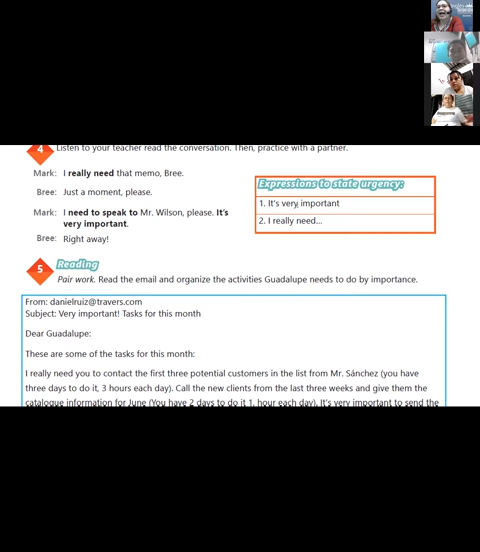 4 Listen to your teacher read the conversation. Then, practice with a partner.
Mark: I really need that memo, Bree.
Bree: Just a moment, please.
Mark: I need to speak to Mr. Wilson, please. It's
very important.
Bree: Right away!
Expressions to state urgency:
1. It's very important
2. I really need...
5 Reading
Pair work. Read the email and organize the activities Guadalupe needs to do by importance.
From: danielruiz@travers.com
Subject: Very important! Tasks for this month
Dear Guadalupe:
These are some of the tasks for this month:
I really need you to contact the first three potential customers in the list from Mr. Sánchez (you have
three days to do it, 3 hours each day). Call the new clients from the last three weeks and give them the
catalogue information for June (You have 2 days to do it 1, hour each day). It's very important to send the